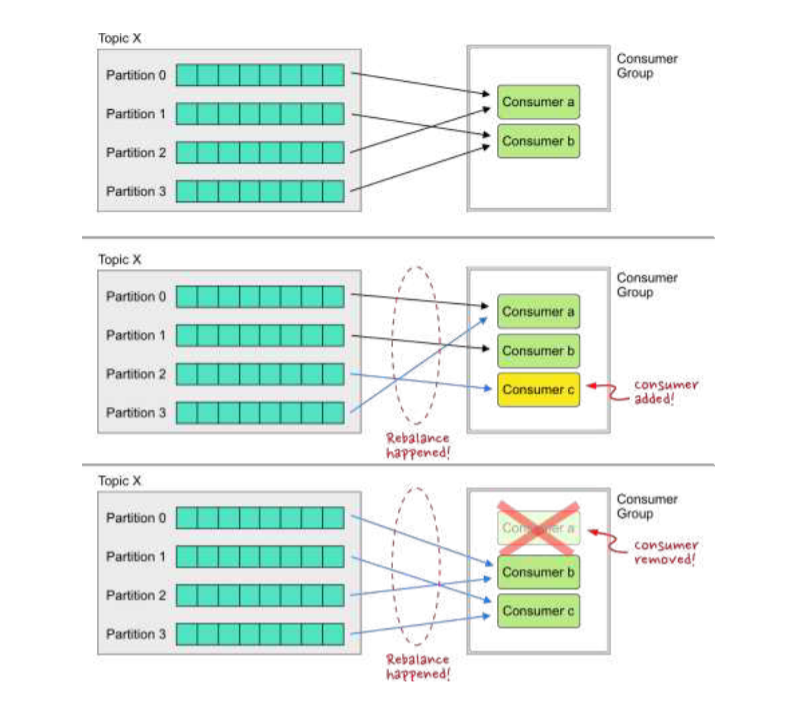 Topic X
Consumer
Group
Partition 0
Partition 1
Partition 2
Partition 3
Consumer a
Consumer b
Topic X
Consumer
Group
Partition 0
Partition 1
Partition 2
Partition 3
Consumer a
Consumer b
Consumer c
consumer
added!
Rebalance
happened!
Topic X
Consumer
Group
Partition 0
Partition 1
Partition 2
Partition 3
Consumer a
Consumer b
Consumer c
consumer
removed!
Rebalance
happened!